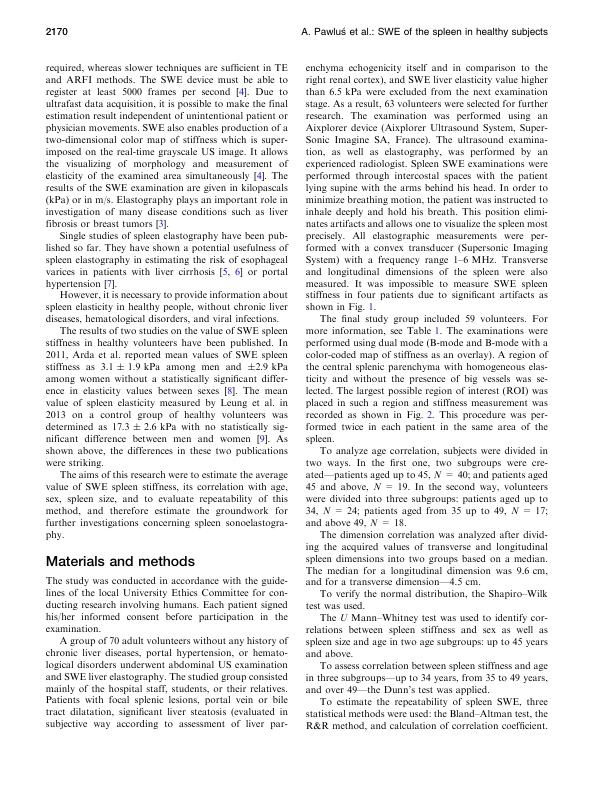 2170
A. Pawluś et al.: SWE of the spleen in healthy subjects
required, whereas slower techniques are sufficient in TE
and ARFI methods. The SWE device must be able to
register at least 5000 frames per second [4]. Due to
ultrafast data acquisition, it is possible to make the final
estimation result independent of unintentional patient or
physician movements. SWE also enables production of a
two-dimensional color map of stiffness which is super-
imposed on the real-time grayscale US image. It allows
the visualizing of morphology and measurement of
elasticity of the examined area simultaneously [4]. The
results of the SWE examination are given in kilopascals
(kPa) or in m/s. Elastography plays an important role in
investigation of many disease conditions such as liver
fibrosis or breast tumors [3].
Single studies of spleen elastography have been pub-
lished so far. They have shown a potential usefulness of
spleen elastography in estimating the risk of esophageal
varices in patients with liver cirrhosis [5, 6] or portal
hypertension [7].
However, it is necessary to provide information about
spleen elasticity in healthy people, without chronic liver
diseases, hematological disorders, and viral infections.
The results of two studies on the value of SWE spleen
stiffness in healthy volunteers have been published. In
2011, Arda et al. reported mean values of SWE spleen
stiffness as 3.1 ± 1.9 kPa among men and ±2.9 kPa
among women without a statistically significant differ-
ence in elasticity values between sexes [8]. The mean
value of spleen elasticity measured by Leung et al. in
2013 on a control group of healthy volunteers was
determined as 17.3 ± 2.6 kPa with no statistically sig-
nificant difference between men and women [9]. As
shown above, the differences in these two publications
were striking.
The aims of this research were to estimate the average
value of SWE spleen stiffness, its correlation with age,
sex, spleen size, and to evaluate repeatability of this
method, and therefore estimate the groundwork for
further investigations concerning spleen sonoelastogra-
phy.
Materials and methods
The study was conducted in accordance with the guide-
lines of the local University Ethics Committee for con-
ducting research involving humans. Each patient signed
his/her informed consent before participation in the
examination.
A group of 70 adult volunteers without any history of
chronic liver diseases, portal hypertension, or hemato-
logical disorders underwent abdominal US examination
and SWE liver elastography. The studied group consisted
mainly of the hospital staff, students, or their relatives.
Patients with focal splenic lesions, portal vein or bile
tract dilatation, significant liver steatosis (evaluated in
subjective way according to assessment of liver par-
enchyma echogenicity itself and in comparison to the
right renal cortex), and SWE liver elasticity value higher
than 6.5 kPa were excluded from the next examination
stage. As a result, 63 volunteers were selected for further
research. The examination was performed using an
Aixplorer device (Aixplorer Ultrasound System, Super-
Sonic Imagine SA, France). The ultrasound examina-
tion, as well as elastography, was performed by an
experienced radiologist. Spleen SWE examinations were
performed through intercostal spaces with the patient
lying supine with the arms behind his head. In order to
minimize breathing motion, the patient was instructed to
inhale deeply and hold his breath. This position elimi-
nates artifacts and allows one to visualize the spleen most
precisely. All elastographic measurements were per-
formed with a convex transducer (Supersonic Imaging
System) with a frequency range 1–6 MHz. Transverse
and longitudinal dimensions of the spleen were also
measured. It was impossible to measure SWE spleen
stiffness in four patients due to significant artifacts as
shown in Fig. 1.
The final study group included 59 volunteers. For
more information, see Table 1. The examinations were
performed using dual mode (B-mode and B-mode with a
color-coded map of stiffness as an overlay). A region of
the central splenic parenchyma with homogeneous elas-
ticity and without the presence of big vessels was se-
lected. The largest possible region of interest (ROI) was
placed in such a region and stiffness measurement was
recorded as shown in Fig. 2. This procedure was per-
formed twice in each patient in the same area of the
spleen.
To analyze age correlation, subjects were divided in
two ways. In the first one, two subgroups were cre-
ated—patients aged up to 45, N = 40; and patients aged
45 and above, N = 19. In the second way, volunteers
were divided into three subgroups: patients aged up to
34, N = 24; patients aged from 35 up to 49, N = 17;
and above 49, N = 18.
The dimension correlation was analyzed after divid-
ing the acquired values of transverse and longitudinal
spleen dimensions into two groups based on a median.
The median for a longitudinal dimension was 9.6 cm,
and for a transverse dimension—4.5 cm.
To verify the normal distribution, the Shapiro–Wilk
test was used.
The U Mann–Whitney test was used to identify cor-
relations between spleen stiffness and sex as well as
spleen size and age in two age subgroups: up to 45 years
and above.
To assess correlation between spleen stiffness and age
in three subgroups—up to 34 years, from 35 to 49 years,
and over 49—the Dunn's test was applied.
To estimate the repeatability of spleen SWE, three
statistical methods were used: the Bland–Altman test, the
R&R method, and calculation of correlation coefficient.